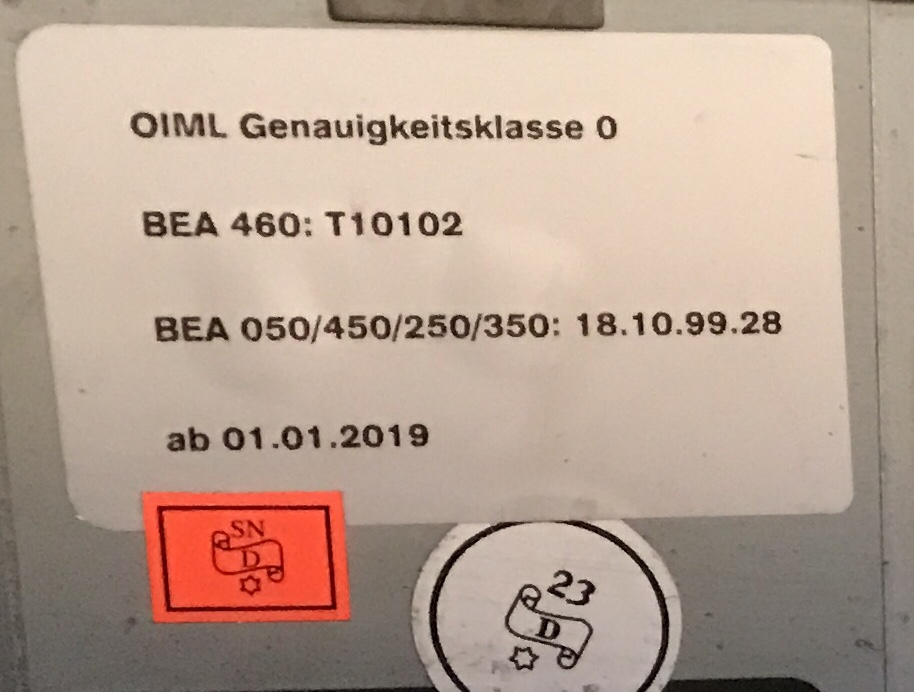 OIML Genauigkeitsklasse 0
BEA 460: T10102
BEA 050/450/250/350: 18.10.99.28
ab 01.01.2019
SN
D
23
D